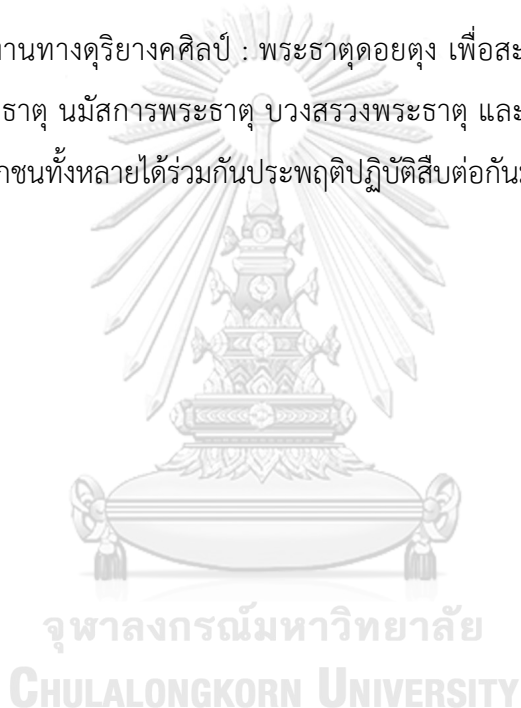 านทางดุริยางคศิลป์ : พระธาตุดอยตุง เพื่อสะ
ธาตุ นมัสการพระธาตุ บวงสรวงพระธาตุ และ
กชนทั้งหลายได้ร่วมกันประพฤติปฏิบัติสืบต่อกันม
จุฬาลงกรณ์มหาวิทยาลัย
CHULALONGKORN UNIVERSITY